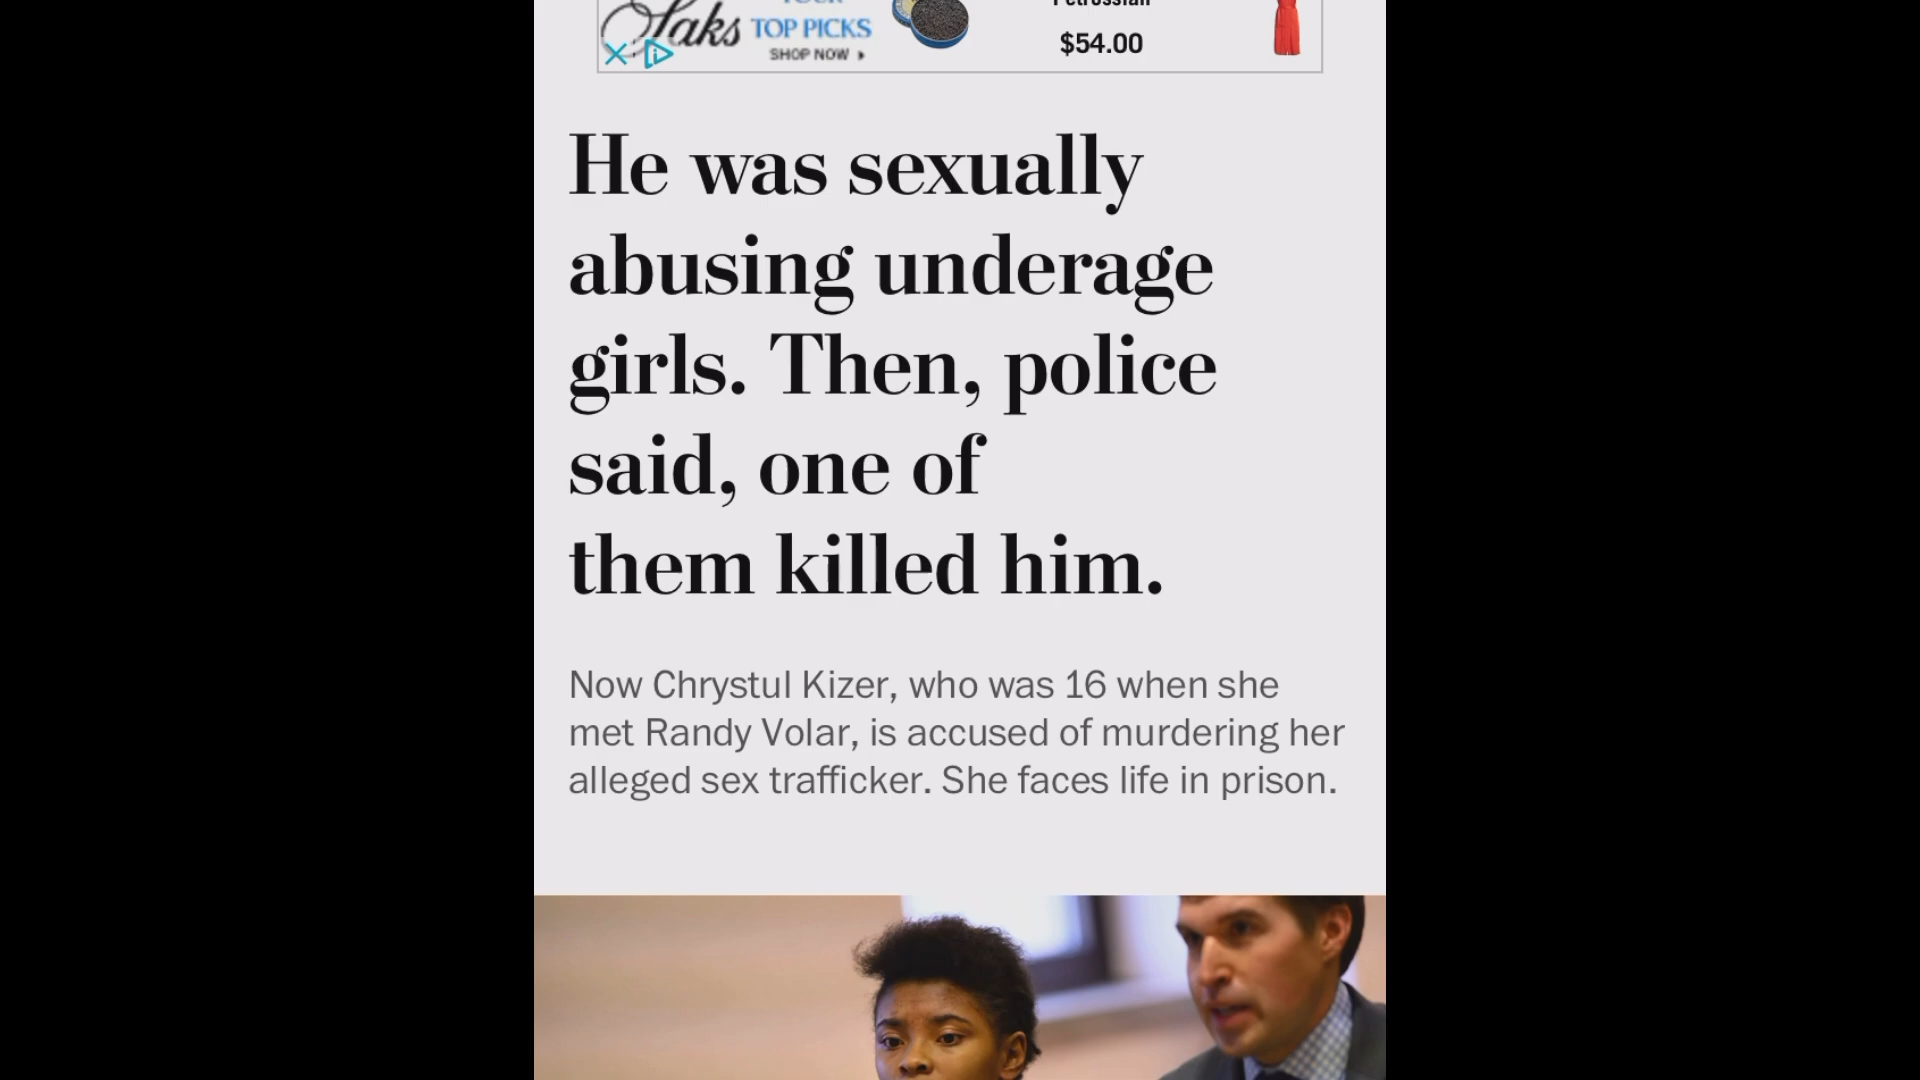 Saks
TOP PICKS
SHOP NOW
$54.00
He was sexually
abusing underage
girls. Then, police
said, one of
them killed him.
Now Chrystul Kizer, who was 16 when she
met Randy Volar, is accused of murdering her
alleged sex trafficker. She faces life in prison.